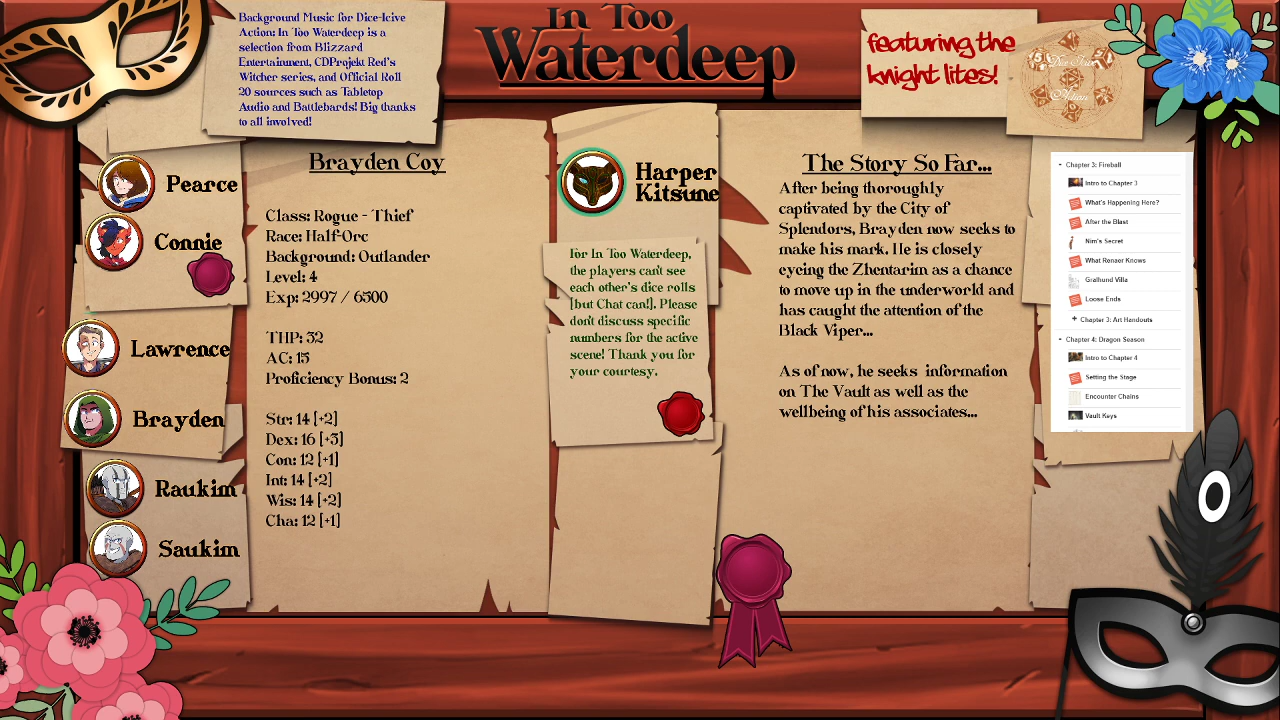 In Too
Waterdeep
Background Music for Dice-Icive
Action: In Too Waterdeep is a
selection from Blizzard
Entertainment, CDProjekt Red's
Witcher series, and Official Roll
20 sources such as Tabletop
Audio and Battlebards! Big thanks
to all involved!
featuring the
knight lites!
Dice-Icive
Action
Pearce
Connie
Lawrence
Brayden
Raukim
Saukim
Brayden Coy
Class: Rogue - Thief
Race: Half-Orc
Background: Outlander
Level: 4
Exp: 2997 / 6500
THP: 32
AC: 15
Proficiency Bonus: 2
Str: 14 [+2]
Dex: 16 [+3]
Con: 12 [+1]
Int: 14 [+2]
Wis: 14 [+2]
Cha: 12 [+1]
Harper
Kitsune
For In Too Waterdeep,
the players can't see
each other's dice rolls
[but Chat can!]. Please
don't discuss specific
numbers for the active
scene! Thank you for
your courtesy.
The Story So Far...
After being thoroughly
captivated by the City of
Splendors, Brayden now seeks to
make his mark. He is closely
eyeing the Zhentarim as a chance
to move up in the underworld and
has caught the attention of the
Black Viper...
As of now, he seeks information
on The Vault as well as the
wellbeing of his associates...
Chapter 3: Fireball
Intro to Chapter 3
What's Happening Here?
After the Blast
Nim's Secret
What Renaer Knows
Gralhund Villa
Loose Ends
Chapter 3: Art Handouts
Chapter 4: Dragon Season
Intro to Chapter 4
Setting the Stage
Encounter Chains
Vault Keys